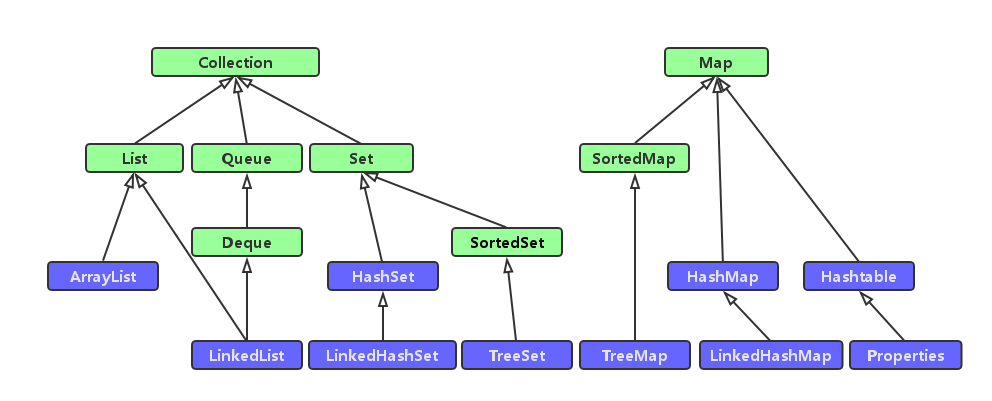 Collection
Map
List
Queue
Set
SortedMap
Deque
SortedSet
ArrayList
HashSet
HashMap
Hashtable
LinkedList
LinkedHashSet
TreeSet
TreeMap
LinkedHashMap
Properties